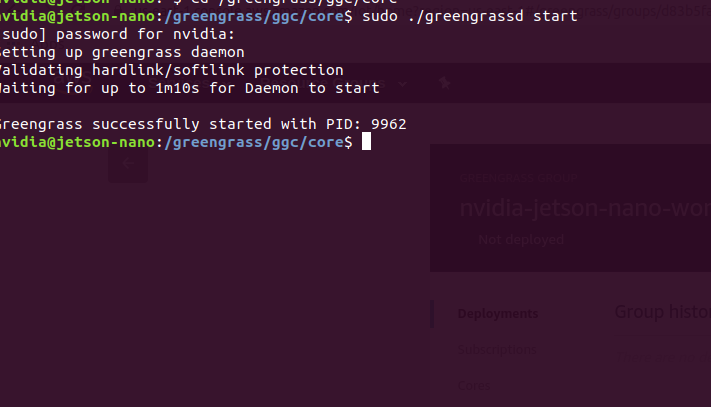 nvidia@jetson-nano:~$ cd /greengrass/ggc/core
nvidia@jetson-nano:/greengrass/ggc/core$ sudo ./greengrassd start
sudo] password for nvidia:
Setting up greengrass daemon
Validating hardlink/softlink protection
Waiting for up to 1m10s for Daemon to start
Greengrass successfully started with PID: 9962
nvidia@jetson-nano:/greengrass/ggc/core$
GREENGRASS GROUP
nvidia-jetson-nano-wor
Not deployed
Deployments
Group histo
Subscriptions
Cores